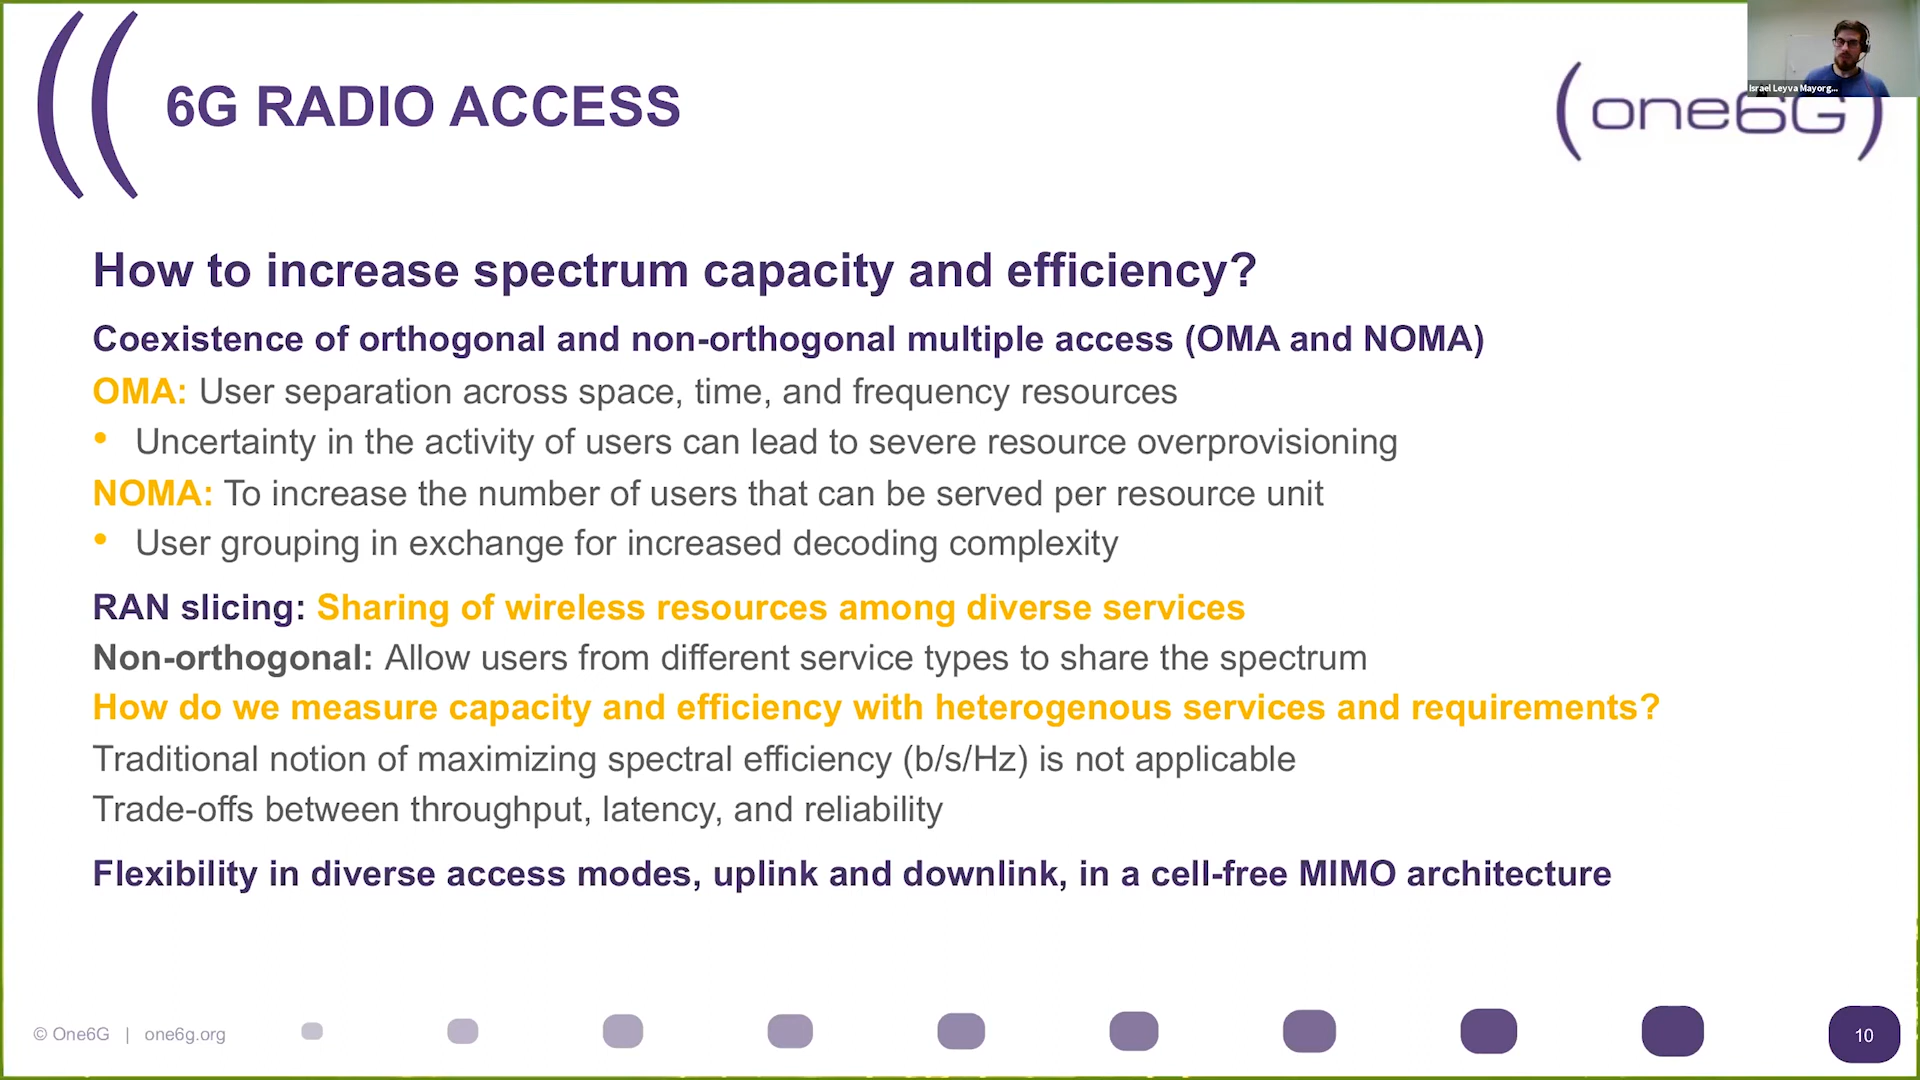 Israel Leyva Mayorg...
6G RADIO ACCESS
(one6G)
How to increase spectrum capacity and efficiency?
Coexistence of orthogonal and non-orthogonal multiple access (OMA and NOMA)
OMA: User separation across space, time, and frequency resources
• Uncertainty in the activity of users can lead to severe resource overprovisioning
NOMA: To increase the number of users that can be served per resource unit
• User grouping in exchange for increased decoding complexity
RAN slicing: Sharing of wireless resources among diverse services
Non-orthogonal: Allow users from different service types to share the spectrum
How do we measure capacity and efficiency with heterogenous services and requirements?
Traditional notion of maximizing spectral efficiency (b/s/Hz) is not applicable
Trade-offs between throughput, latency, and reliability
Flexibility in diverse access modes, uplink and downlink, in a cell-free MIMO architecture
© One6G | one6g.org
10